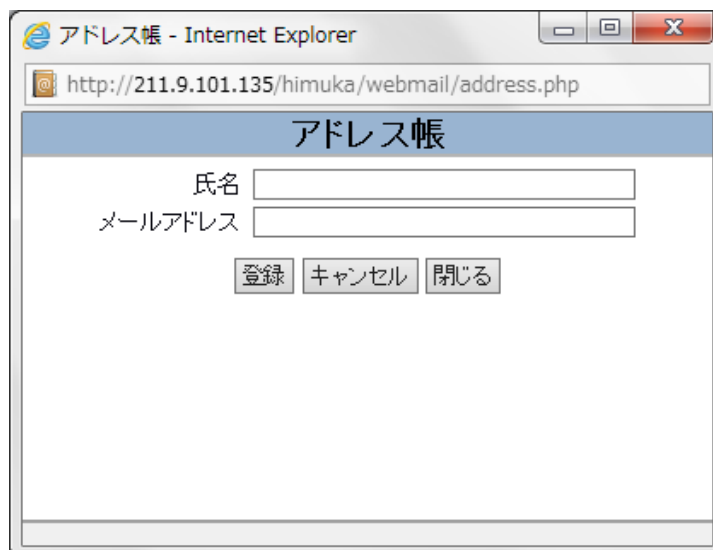 アドレス帳 - Internet Explorer
http://211.9.101.135/himuka/webmail/address.php
アドレス帳
氏名
メールアドレス
登録 キャンセル 閉じる